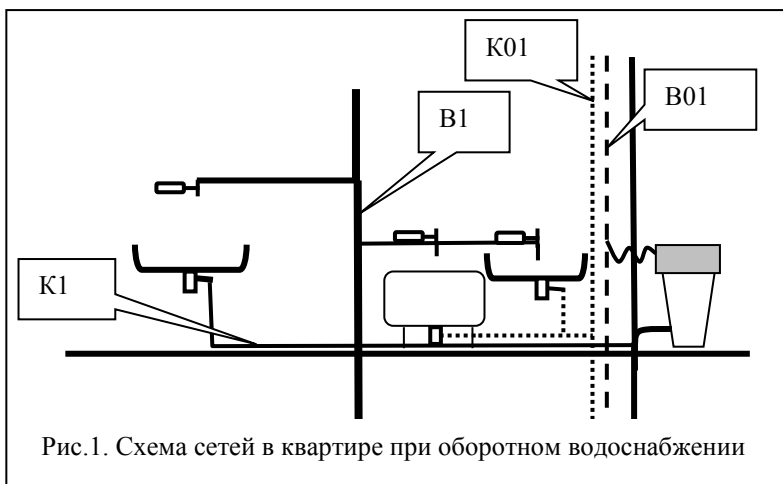 К01
В1
В01
К1
Рис.1. Схема сетей в квартире при оборотном водоснабжении